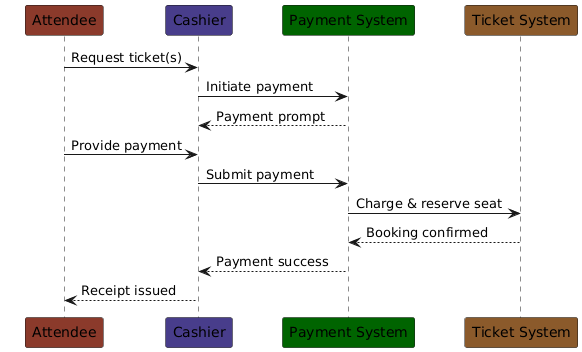 Attendee Cashier Payment System Ticket System
Request ticket(s)
Initiate payment
Payment prompt
Provide payment
Submit payment
Charge & reserve seat
Booking confirmed
Payment success
Receipt issued
Attendee Cashier Payment System Ticket System